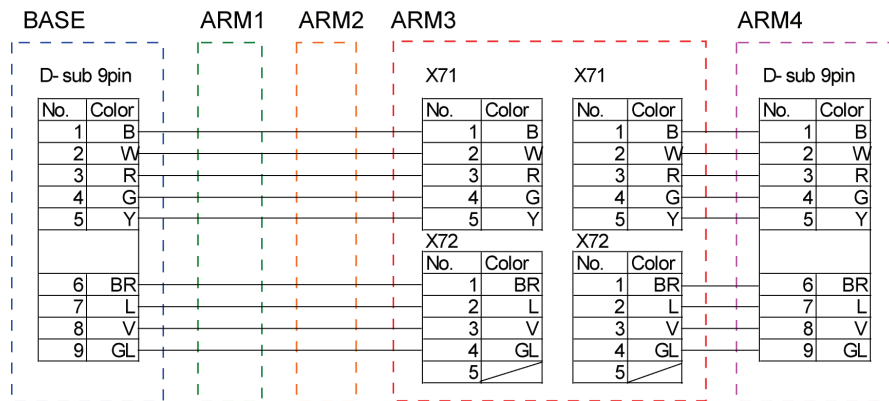 BASE ARM1 ARM2 ARM3 ARM4
D- sub 9pin X71 X71 D- sub 9pin
No. Color No. Color No. Color No. Color
1 B 1 B 1 B 1 B
2 W 2 W 2 W 2 W
3 R 3 R 3 R 3 R
4 G 4 G 4 G 4 G
5 Y 5 Y 5 Y 5 Y
X72 X72
No. Color No. Color
6 BR 1 BR 1 BR 6 BR
7 L 2 L 2 L 7 L
8 V 3 V 3 V 8 V
9 GL 4 GL 4 GL 9 GL
5 5